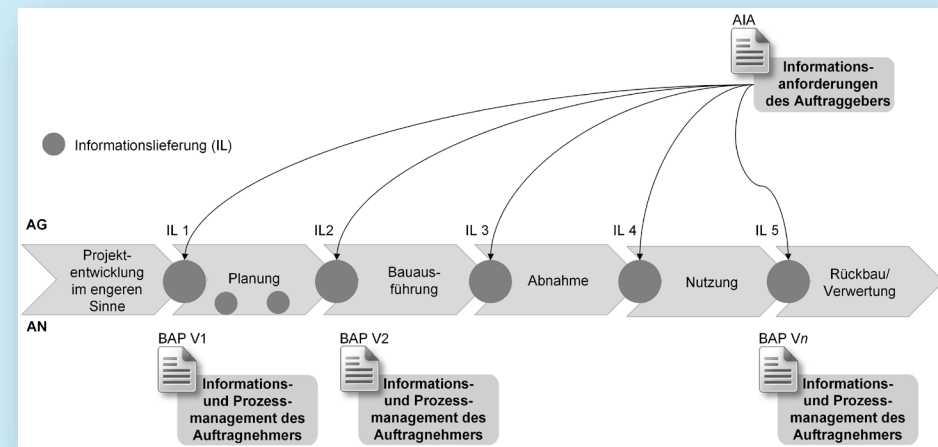 AIA
Informations-
anforderungen
des Auftraggebers
Informationslieferung (IL)
AG
IL 1
IL2
IL 3
IL 4
IL 5
Projekt-
entwicklung
im engeren
Sinne
Planung
Bauaus-
führung
Abnahme
Nutzung
Rückbau/
Verwertung
AN
BAP V1
Informations-
und Prozess-
management des
Auftragnehmers
BAP V2
Informations-
und Prozess-
management des
Auftragnehmers
BAP Vn
Informations-
und Prozess-
management des
Auftragnehmers